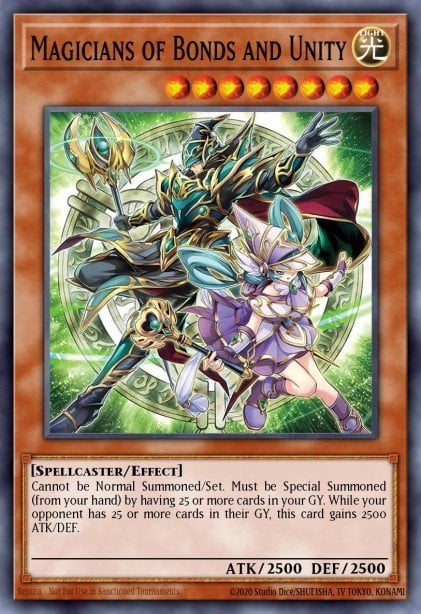 MAGICIANS OF BONDS AND UNITY
LIGHT
光
[SPELLCASTER/EFFECT]
Cannot be Normal Summoned/Set. Must be Special Summoned
(from your hand) by having 25 or more cards in your GY. While your
opponent has 25 or more cards in their GY, this card gains 2500
ATK/DEF.
ATK/2500 DEF/2500
Replica - Not For Use in Sanctioned Tournaments. ©2020 Studio Dice/SHUEISHA, TV TOKYO, KONAMI